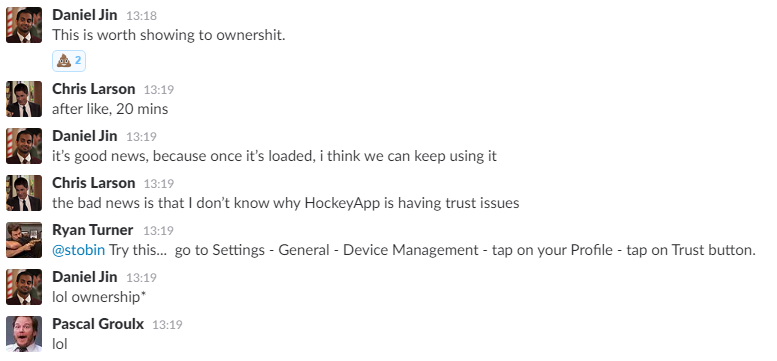 Daniel Jin 13:18
This is worth showing to ownershit.
2
Chris Larson 13:19
after like, 20 mins
Daniel Jin 13:19
it's good news, because once it's loaded, i think we can keep using it
Chris Larson 13:19
the bad news is that I don't know why HockeyApp is having trust issues
Ryan Turner 13:19
@stobin Try this... go to Settings - General - Device Management - tap on your Profile - tap on Trust button.
Daniel Jin 13:19
lol ownership*
Pascal Groulx 13:19
lol